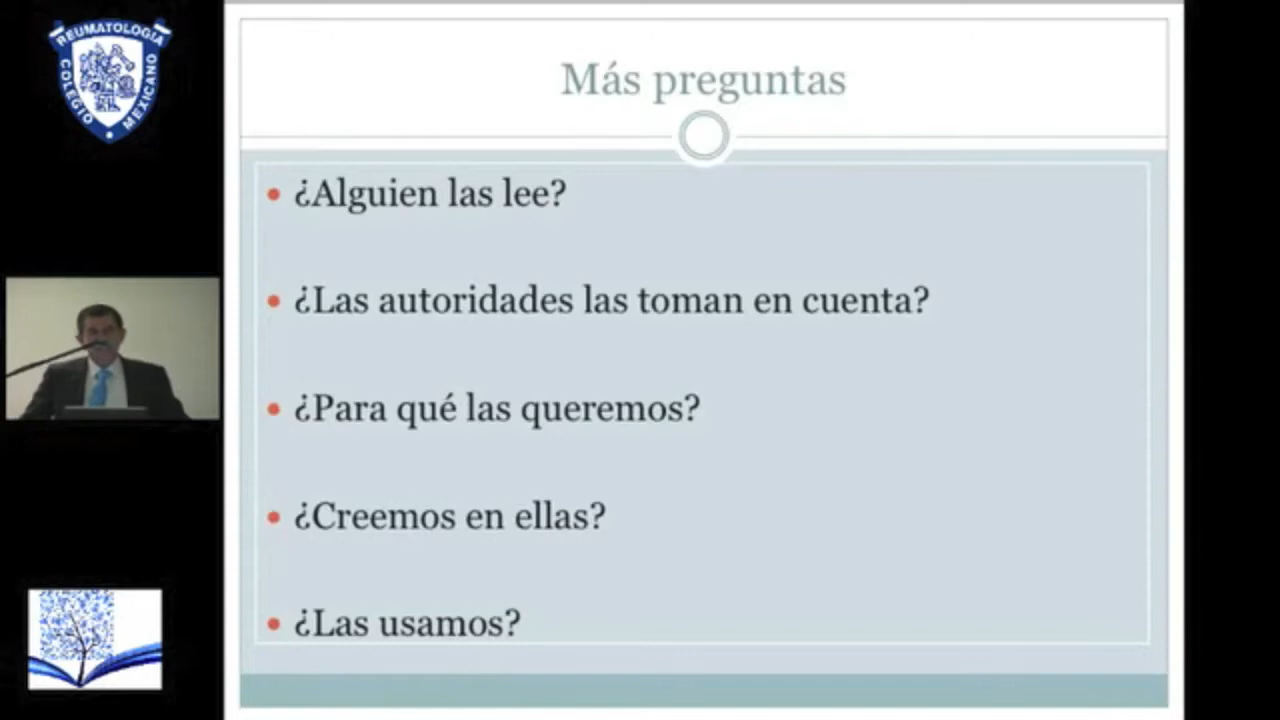 REUMATOLOGIA
COLEGIO
MEXICANO
Más preguntas
¿Alguien las lee?
¿Las autoridades las toman en cuenta?
¿Para qué las queremos?
¿Creemos en ellas?
¿Las usamos?